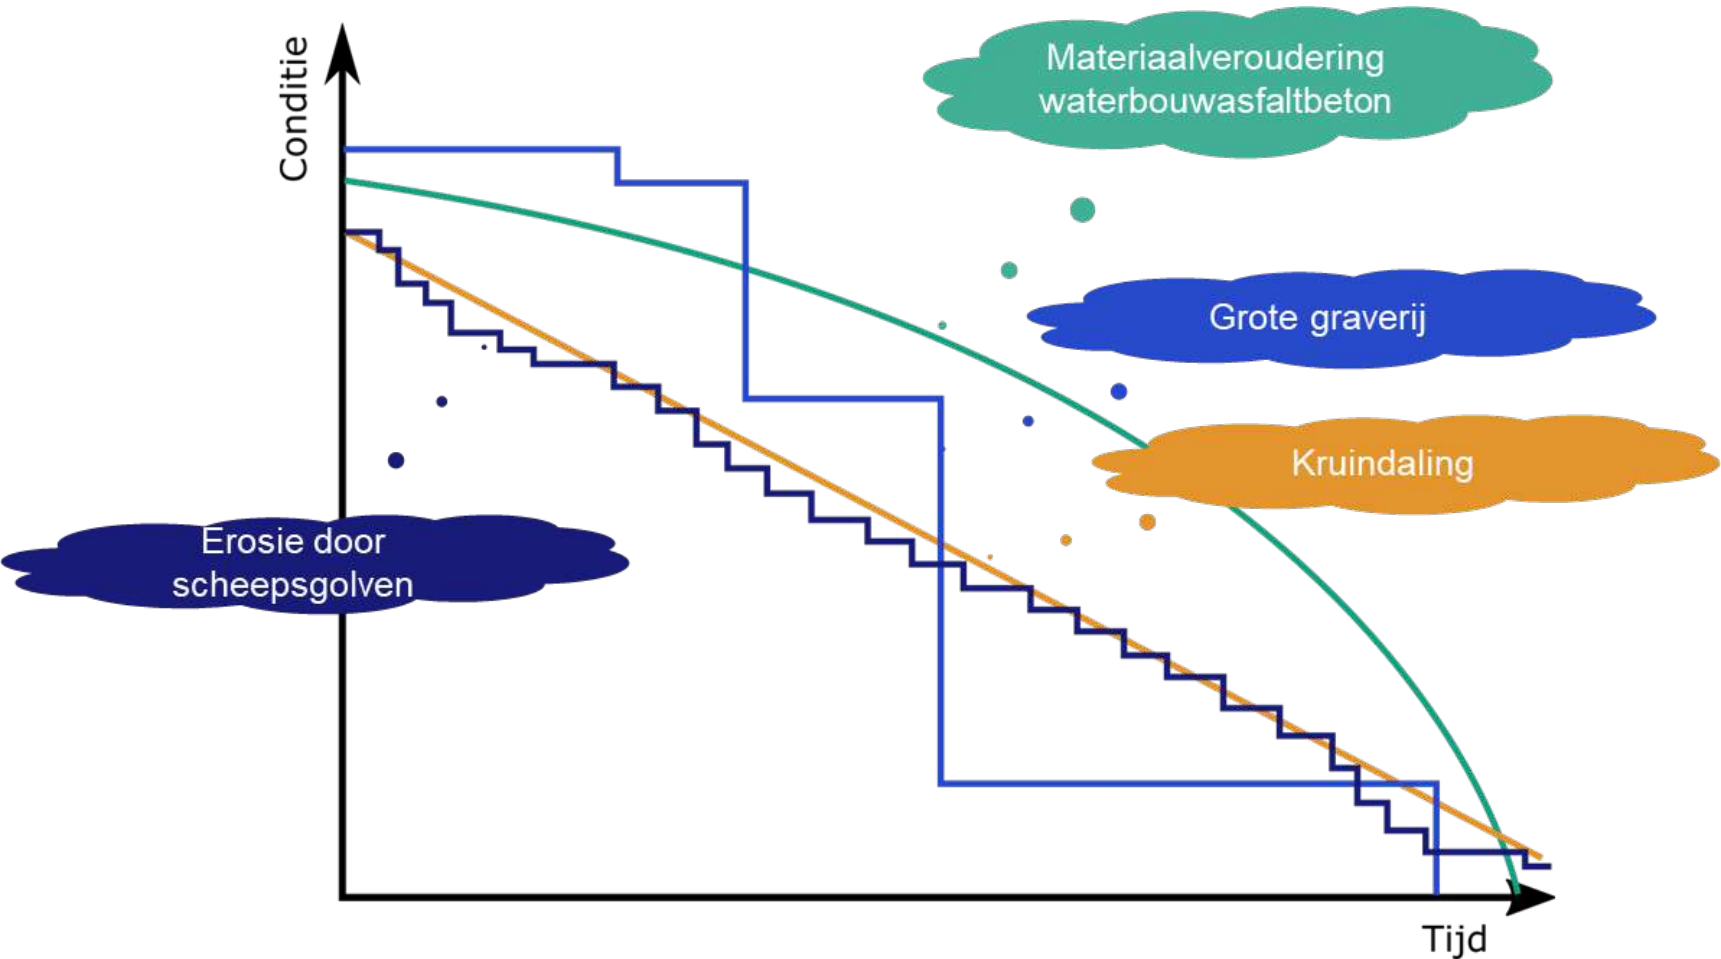 Conditie
Materiaalveroudering
waterbouwasfaltbeton
Grote graverij
Kruindaling
Erosie door
scheepsgolven
Tijd